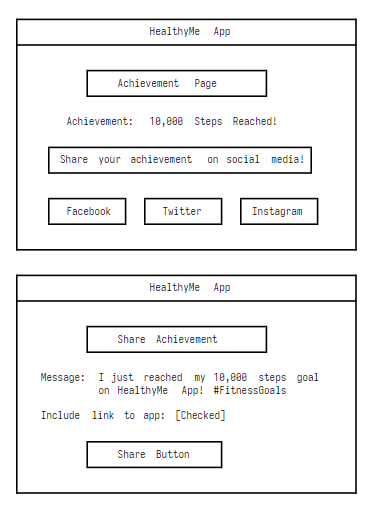 HealthyMe App
Achievement Page
Achievement: 10,000 Steps Reached!
Share your achievement on social media!
Facebook Twitter Instagram
HealthyMe App
Share Achievement
Message: I just reached my 10,000 steps goal
on HealthyMe App! #FitnessGoals
Include link to app: [Checked]
Share Button